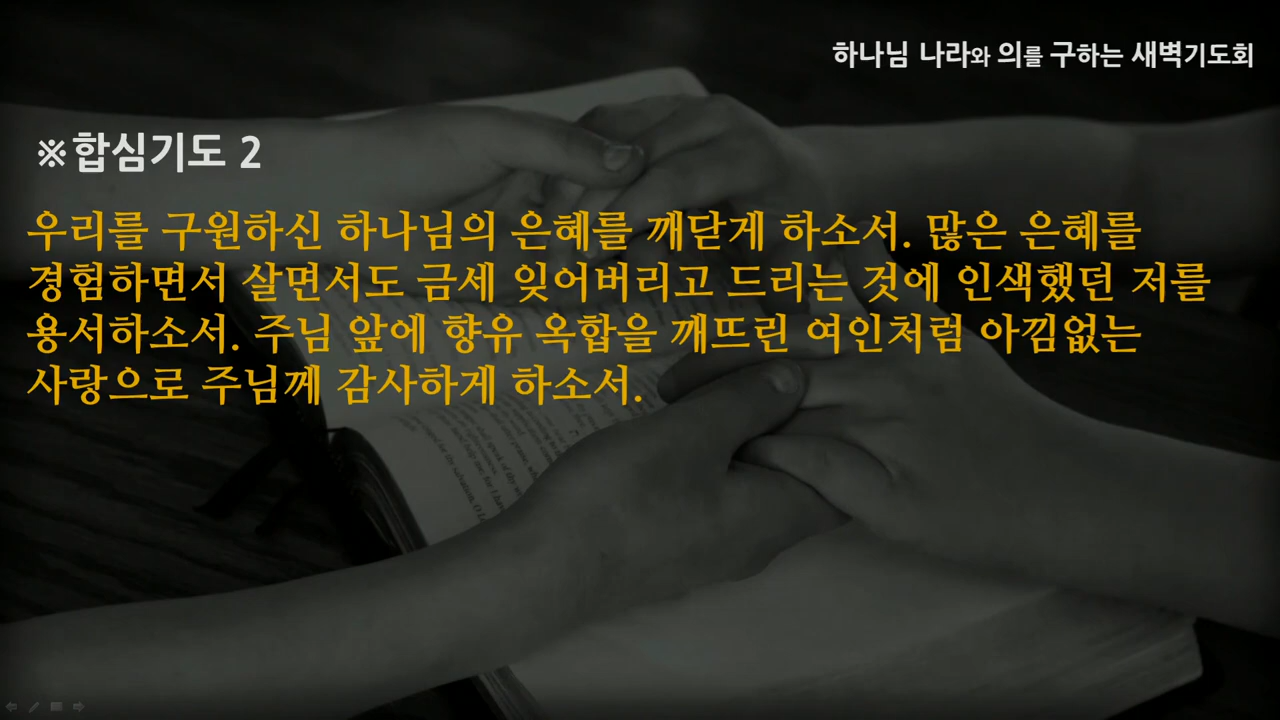 하나님 나라와 의를 구하는 새벽기도회
※합심기도 2
우리를 구원하신 하나님의 은혜를 깨닫게 하소서. 많은 은혜를
경험하면서 살면서도 금세 잊어버리고 드리는 것에 인색했던 저를
용서하소서. 주님 앞에 향유 옥합을 깨뜨린 여인처럼 아낌없는
사랑으로 주님께 감사하게 하소서.